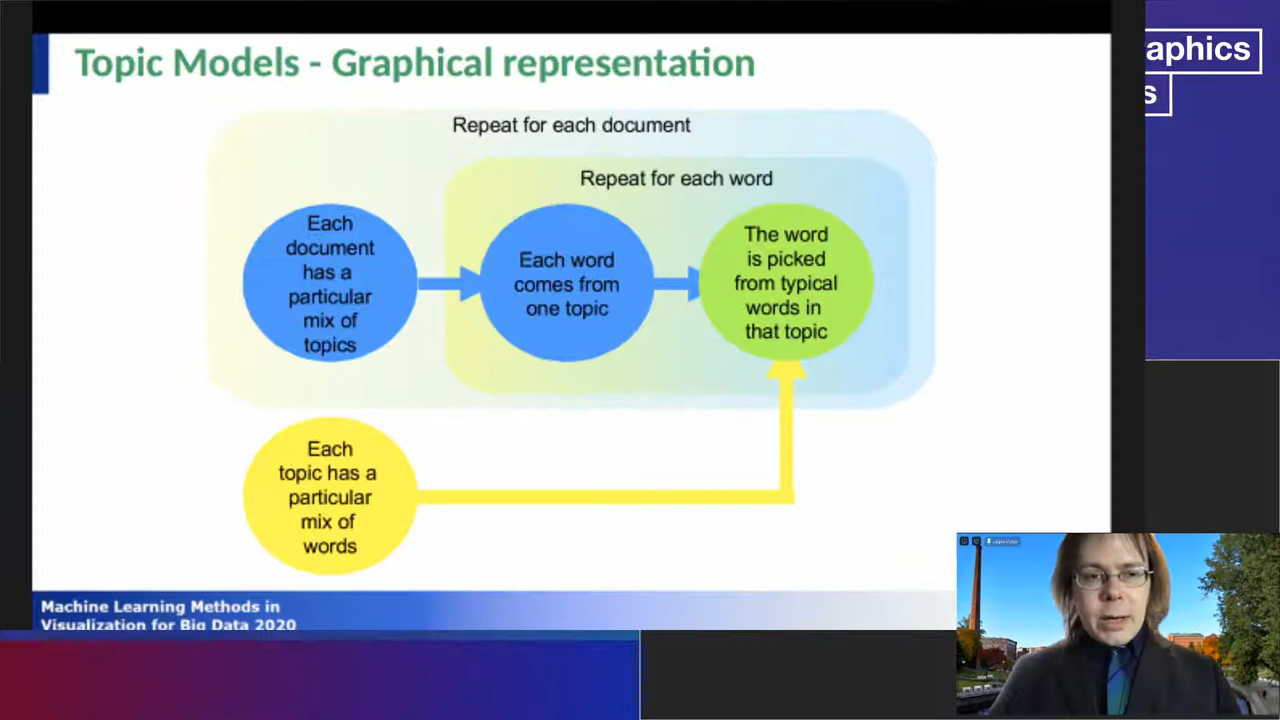 Topic Models - Graphical representation
aphics
s
Repeat for each document
Repeat for each word
Each
document
has a
particular
mix of
topics
Each word
comes from
one topic
The word
is picked
from typical
words in
that topic
Each
topic has a
particular
mix of
words
Machine Learning Methods in
Visualization for Big Data 2020